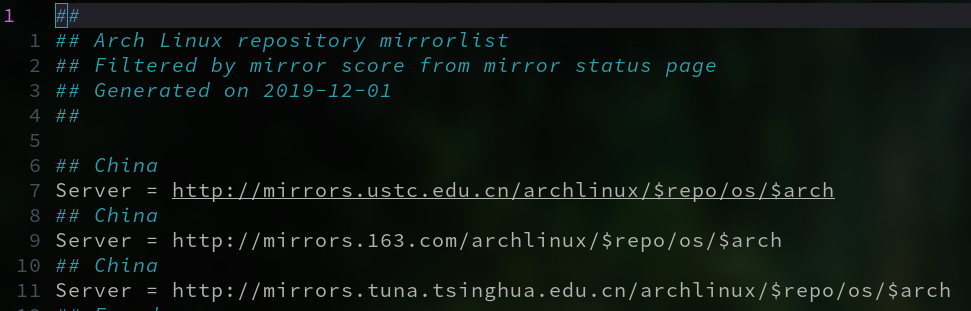 1 ##
1 ## Arch Linux repository mirrorlist
2 ## Filtered by mirror score from mirror status page
3 ## Generated on 2019-12-01
4 ##
5
6 ## China
7 Server = http://mirrors.ustc.edu.cn/archlinux/$repo/os/$arch
8 ## China
9 Server = http://mirrors.163.com/archlinux/$repo/os/$arch
10 ## China
11 Server = http://mirrors.tuna.tsinghua.edu.cn/archlinux/$repo/os/$arch